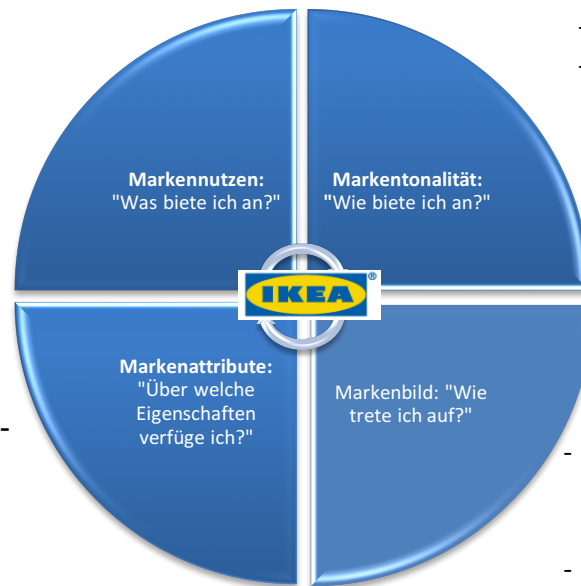 -
-
Markennutzen:
"Was biete ich an?"
Markentonalität:
"Wie biete ich an?"
IKEA®
Markenattribute:
"Über welche
Eigenschaften
verfüge ich?"
Markenbild: "Wie
trete ich auf?"
-
-
-